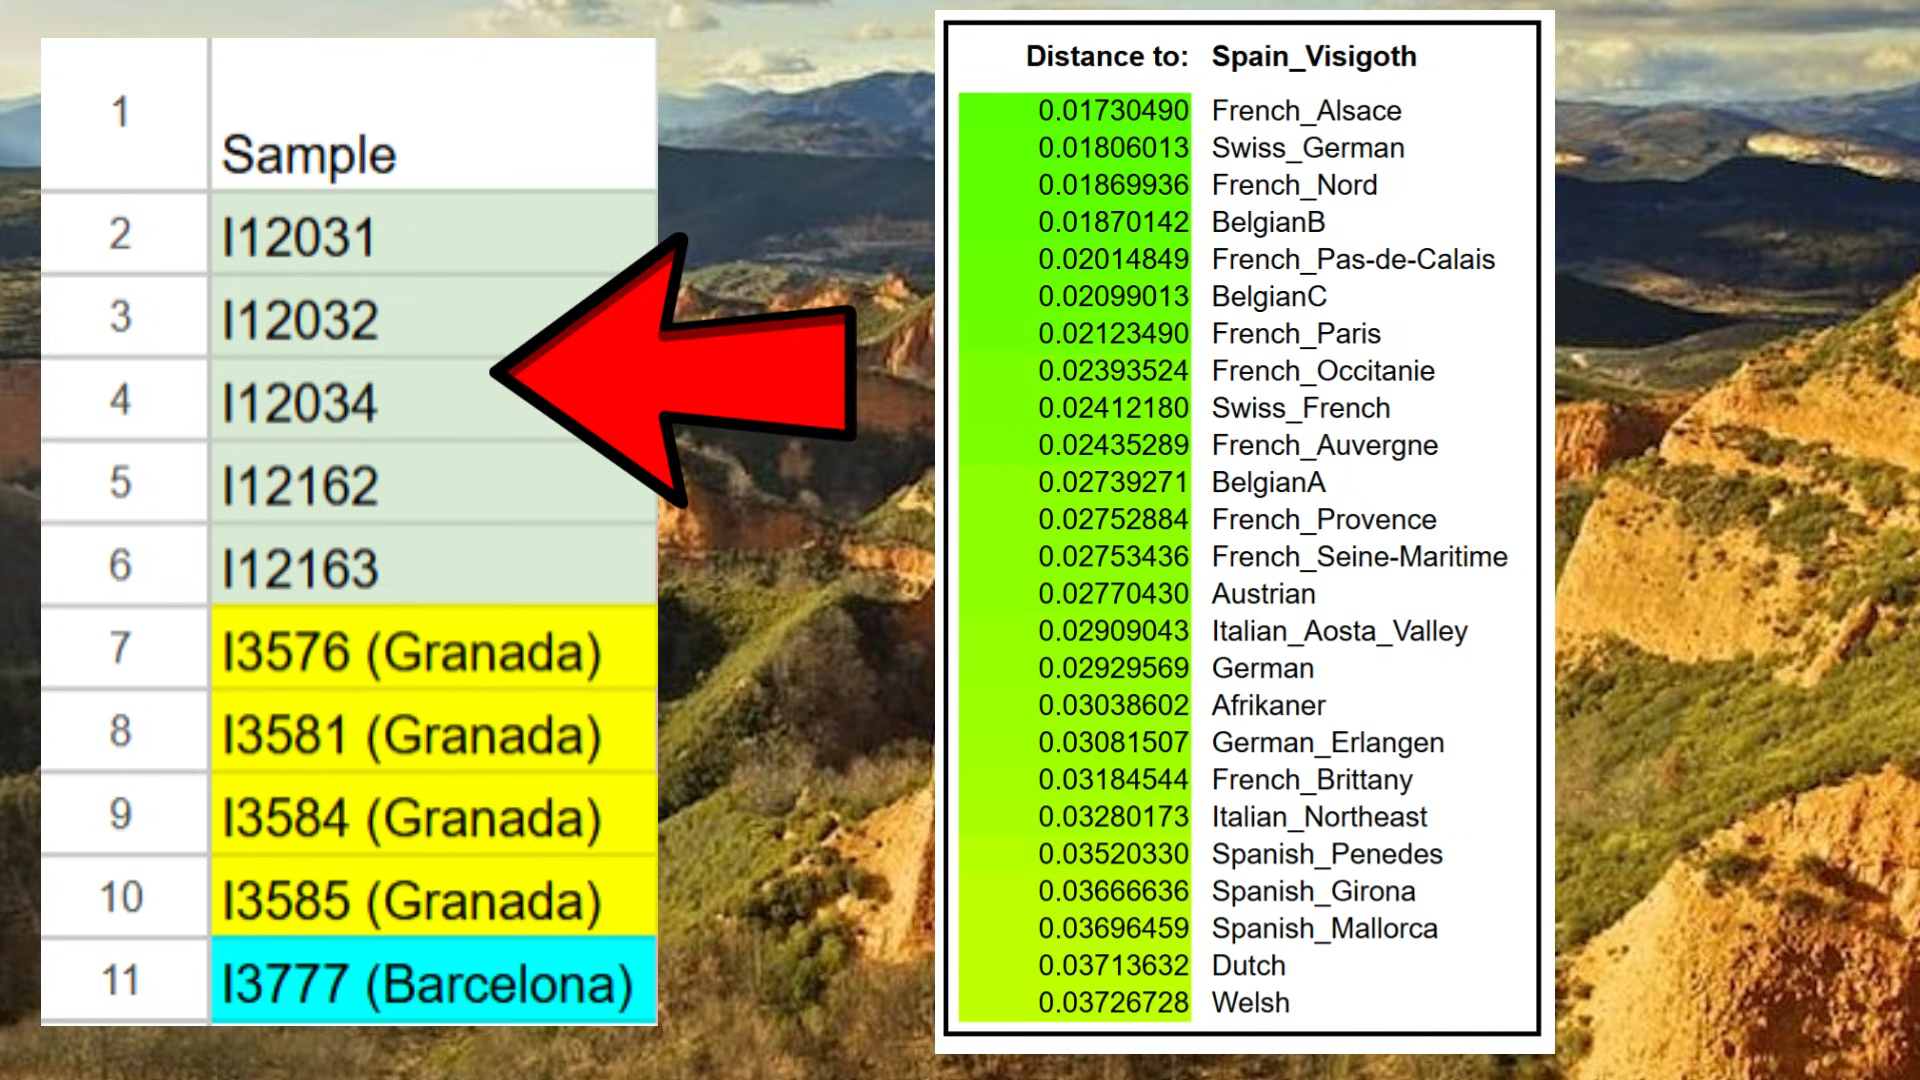 1 Sample
2 I12031
3 I12032
4 I12034
5 I12162
6 I12163
7 I3576 (Granada)
8 I3581 (Granada)
9 I3584 (Granada)
10 I3585 (Granada)
11 I3777 (Barcelona)
Distance to: Spain_Visigoth
0.01730490 French_Alsace
0.01806013 Swiss_German
0.01869936 French_Nord
0.01870142 BelgianB
0.02014849 French_Pas-de-Calais
0.02099013 BelgianC
0.02123490 French_Paris
0.02393524 French_Occitanie
0.02412180 Swiss_French
0.02435289 French_Auvergne
0.02739271 BelgianA
0.02752884 French_Provence
0.02753436 French_Seine-Maritime
0.02770430 Austrian
0.02909043 Italian_Aosta_Valley
0.02929569 German
0.03038602 Afrikaner
0.03081507 German_Erlangen
0.03184544 French_Brittany
0.03280173 Italian_Northeast
0.03520330 Spanish_Penedes
0.03666636 Spanish_Girona
0.03696459 Spanish_Mallorca
0.03713632 Dutch
0.03726728 Welsh